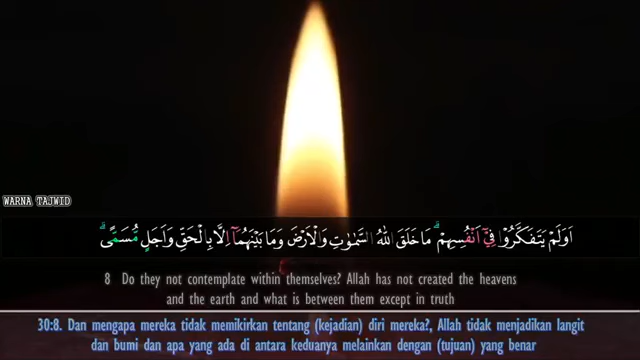 WARNA TAJWID
اَوَلَمْ يَتَفَكَّرُوْا فِيْٓ اَنْفُسِهِمْ ۗ مَا خَلَقَ اللّٰهُ السَّمٰوٰتِ وَالْاَرْضَ وَمَا بَيْنَهُمَآ اِلَّا بِالْحَقِّ وَاَجَلٍ مُّسَمًّىۗ
8 Do they not contemplate within themselves? Allah has not created the heavens
and the earth and what is between them except in truth
30:8. Dan mengapa mereka tidak memikirkan tentang (kejadian) diri mereka?, Allah tidak menjadikan langit
dan bumi dan apa yang ada di antara keduanya melainkan dengan (tujuan) yang benar